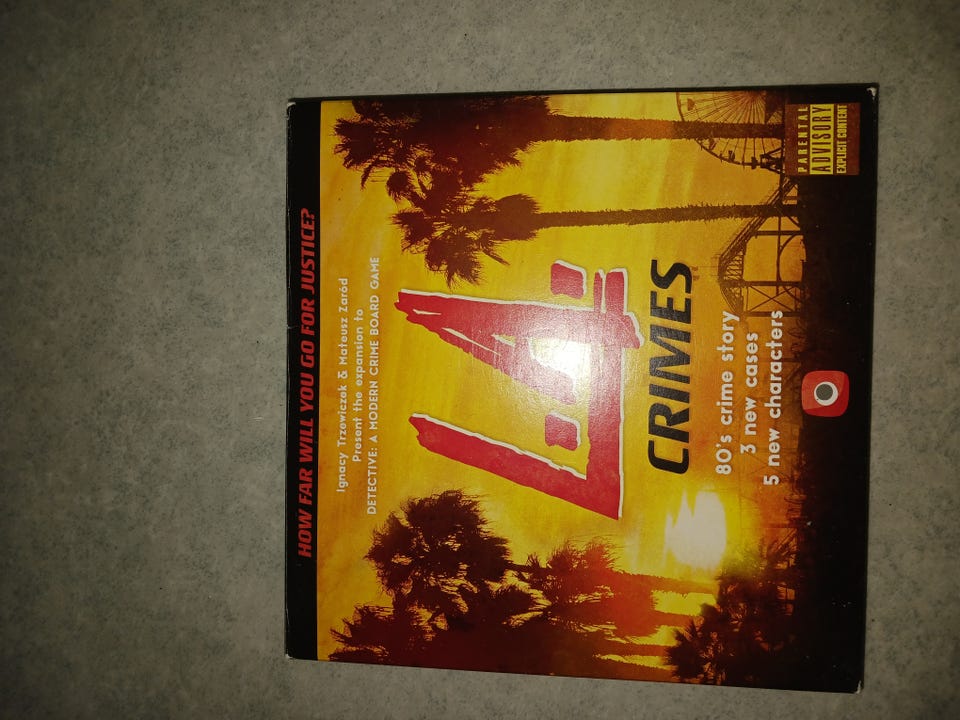 HOW FAR WILL YOU GO FOR JUSTICE?
Ignacy Trzewiczek & Mateusz Zaród
Present the expansion to
DETECTIVE: A MODERN CRIME BOARD GAME
L.A.
CRIMES
80's crime story
3 new cases
5 new characters
PARENTAL
ADVISORY
EXPLICIT CONTENT